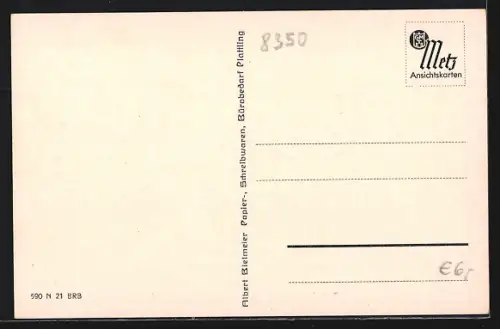 8350
Metz
Ansichtskarten
Albert Bielmeier Papier-, Schreibwaren, Bürobedarf Plattling
€6,-
590 N 21 BRB